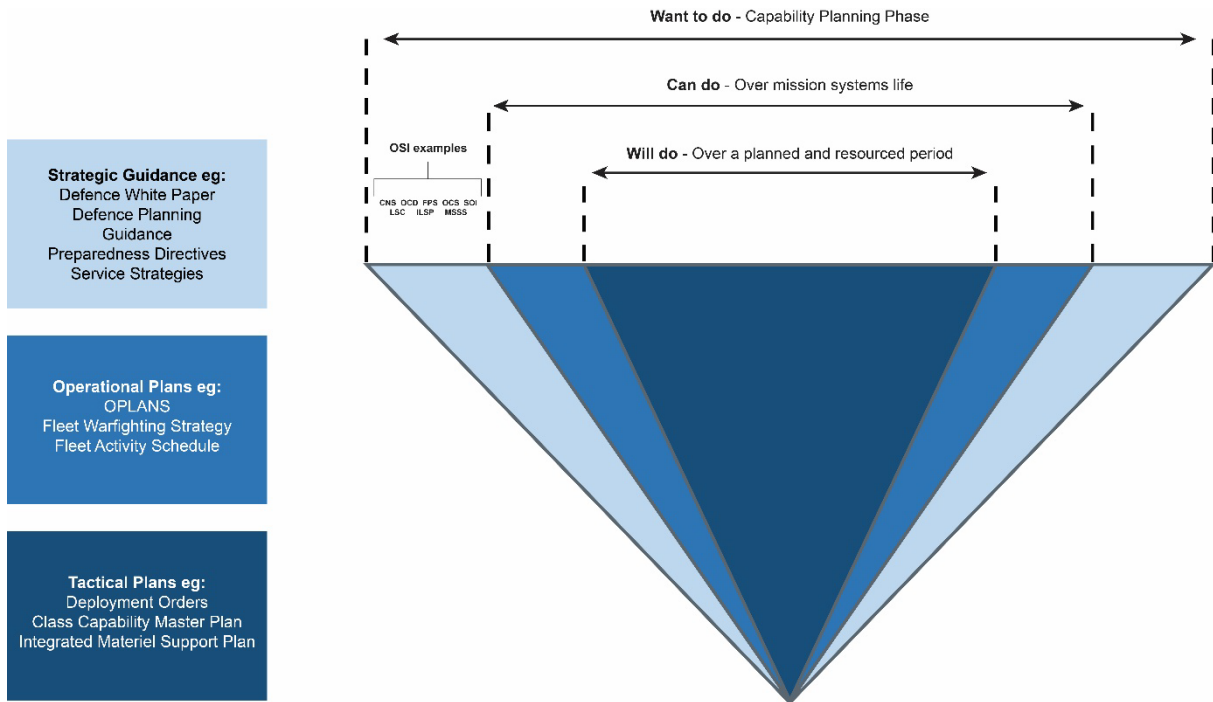 Want to do - Capability Planning Phase
Can do - Over mission systems life
OSI examples
Will do - Over a planned and resourced period
CNS OCD FPS OCS SOI
LSC ILSP MSSS
Strategic Guidance eg:
Defence White Paper
Defence Planning
Guidance
Preparedness Directives
Service Strategies
Operational Plans eg:
OPLANS
Fleet Warfighting Strategy
Fleet Activity Schedule
Tactical Plans eg:
Deployment Orders
Class Capability Master Plan
Integrated Materiel Support Plan